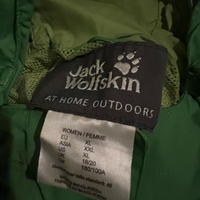 Jack
Wolfskin
AT HOME OUTDOORS
WOMEN / FEMME
EU XL
ASIA XXL
US XL
UK 18/20
CN 180/100A